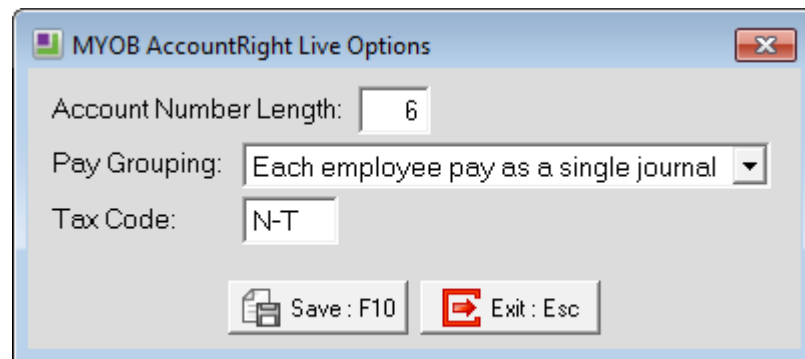 MYOB AccountRight Live Options
Account Number Length: 6
Pay Grouping: Each employee pay as a single journal
Tax Code: N-T
Save : F10 Exit : Esc